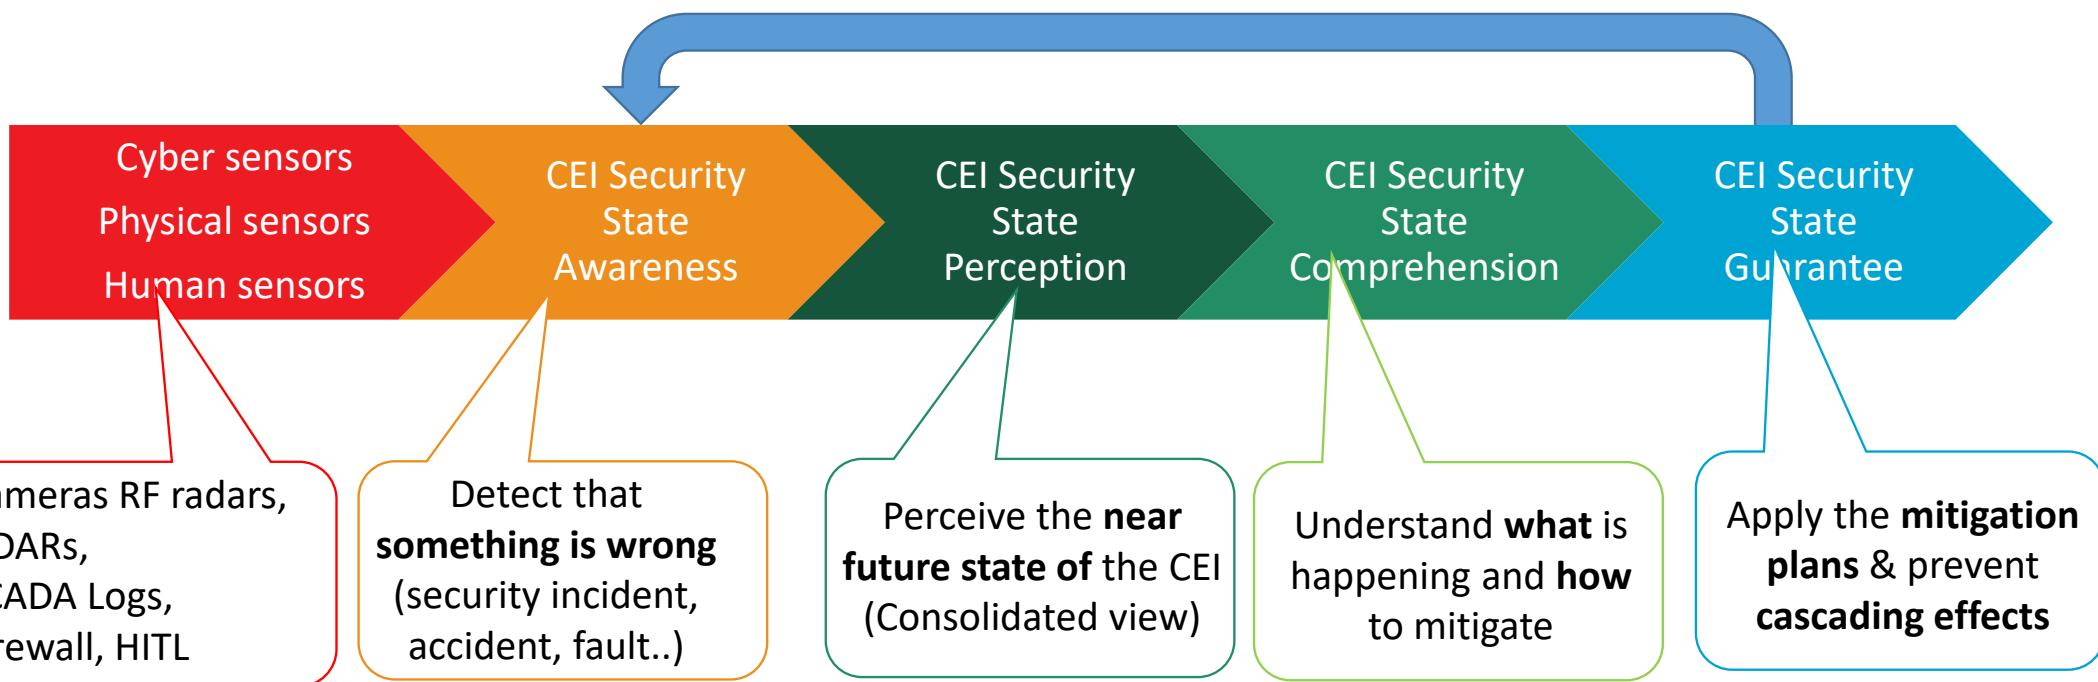 Cyber sensors
Physical sensors
Human sensors
CEI Security
State
Awareness
CEI Security
State
Perception
CEI Security
State
Comprehension
CEI Security
State
Guarantee
ameras RF radars,
DARs,
CADA Logs,
rewall, HITL
Detect that
something is wrong
(security incident,
accident, fault..)
Perceive the near
future state of the CEI
(Consolidated view)
Understand what is
happening and how
to mitigate
Apply the mitigation
plans & prevent
cascading effects